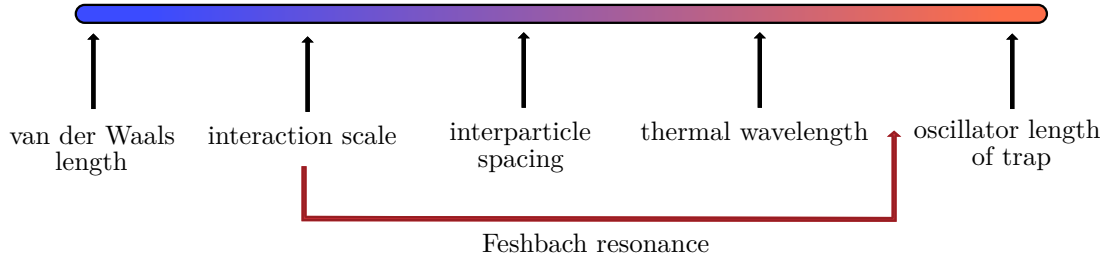 van der Waals
length
interaction scale
interparticle
spacing
thermal wavelength
oscillator length
of trap
Feshbach resonance